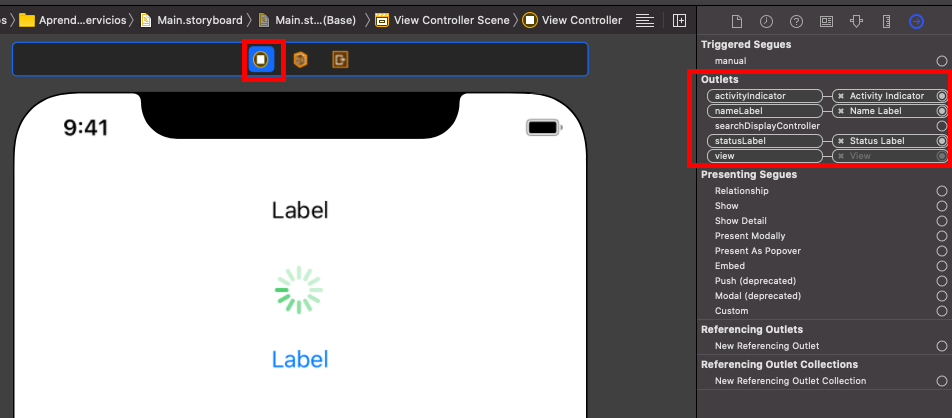 os Aprend...ervicios Main.storyboard Main.st...(Base) View Controller Scene View Controller
Triggered Segues
manual
Outlets
activityIndicator Activity Indicator
nameLabel Name Label
searchDisplayController
statusLabel Status Label
view View
Presenting Segues
Relationship
Show
Show Detail
Present Modally
Present As Popover
Embed
Push (deprecated)
Modal (deprecated)
Custom
Referencing Outlets
New Referencing Outlet
Referencing Outlet Collections
New Referencing Outlet Collection
9:41
Label
Label